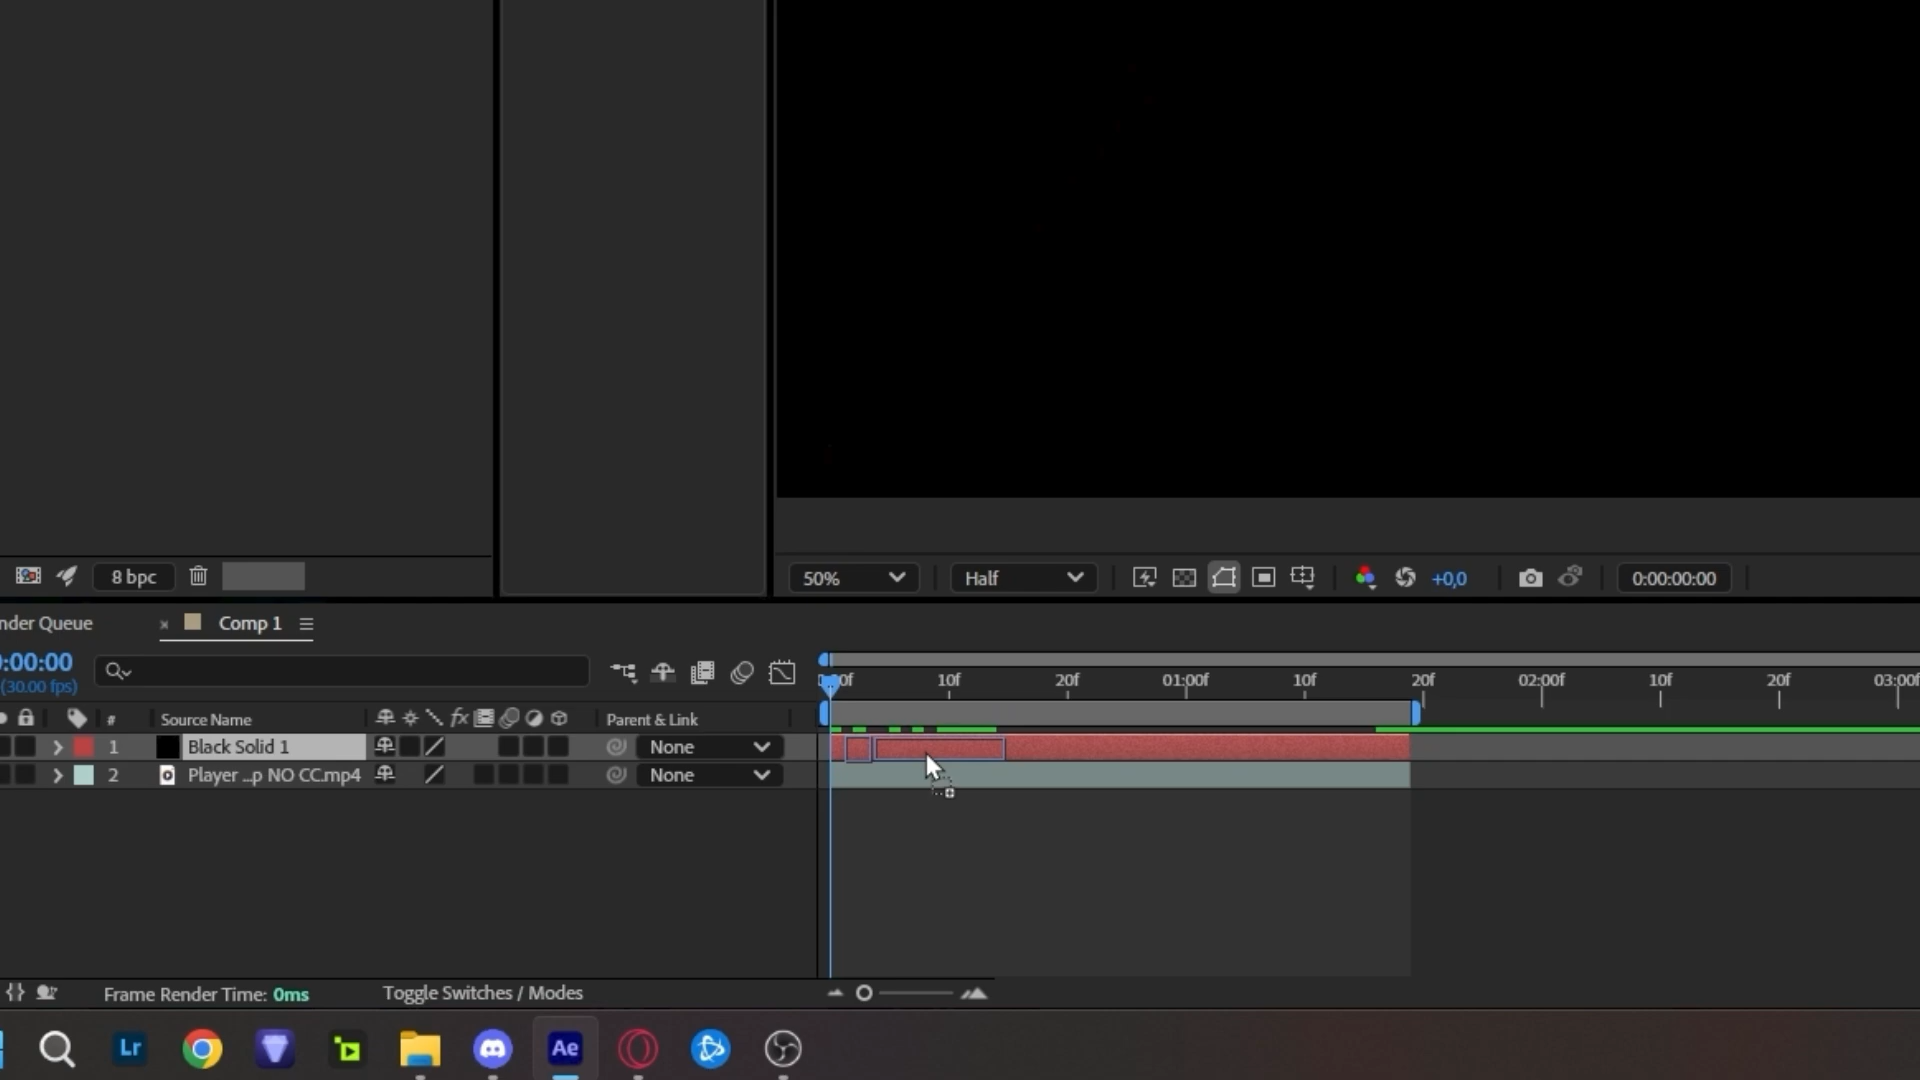 8 bpc
50%
Half
+0,0
0:00:00:00
nder Queue
×
Comp 1
:00:00
(30.00 fps)
10f
20f
01:00f
10f
20f
02:00f
10f
20f
03:00f
#
Source Name
fx
Parent & Link
1
Black Solid 1
None
2
Player ...p NO CC.mp4
None
Frame Render Time: 0ms
Toggle Switches / Modes
Lr
Ae